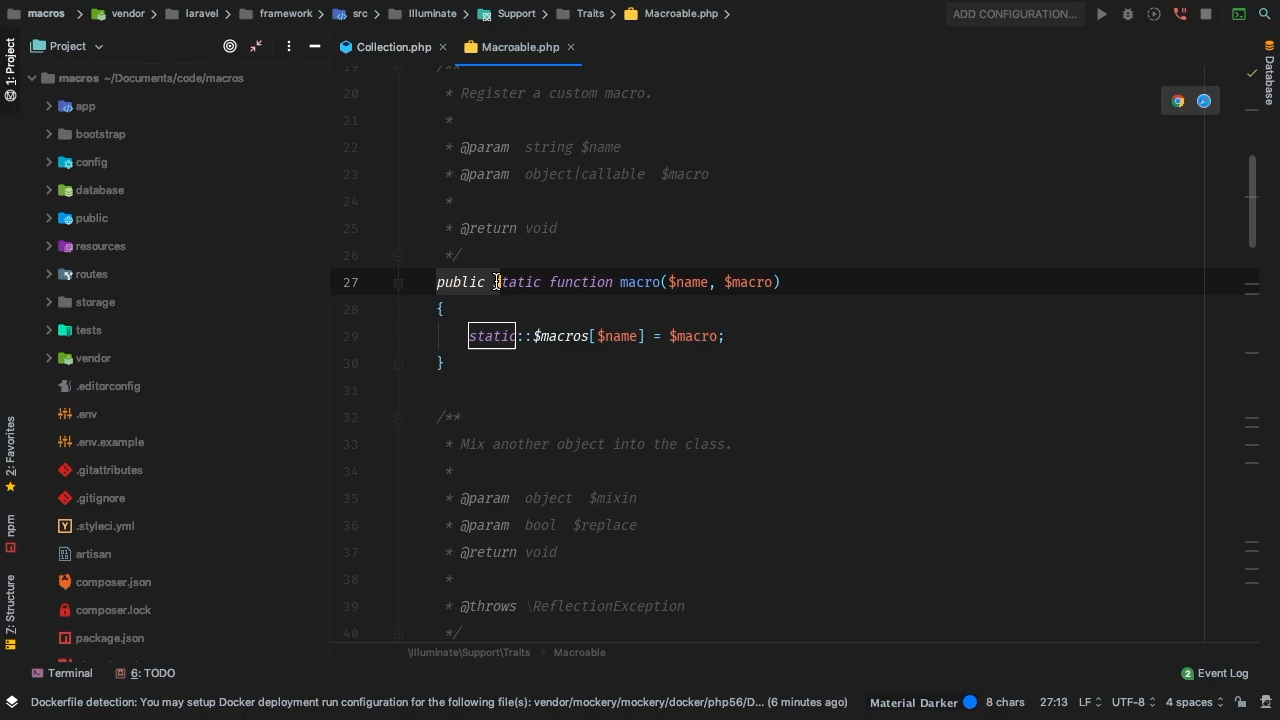 macros vendor laravel framework src Illuminate Support Traits Macroable.php ADD CONFIGURATION...
1: Project
Project
Collection.php
Macroable.php
macros ~/Documents/code/macros
app
bootstrap
config
database
public
resources
routes
storage
tests
vendor
.editorconfig
.env
.env.example
.gitattributes
.gitignore
.styleci.yml
artisan
composer.json
composer.lock
package.json
2: Favorites
npm
7: Structure
19 /**
20 * Register a custom macro.
21 *
22 * @param string $name
23 * @param object|callable $macro
24 *
25 * @return void
26 */
27 public static function macro($name, $macro)
28 {
29 static::$macros[$name] = $macro;
30 }
31
32 /**
33 * Mix another object into the class.
34 *
35 * @param object $mixin
36 * @param bool $replace
37 * @return void
38 *
39 * @throws \ReflectionException
40 */
Database
\Illuminate\Support\Traits Macroable
Terminal 6: TODO 2 Event Log
Dockerfile detection: You may setup Docker deployment run configuration for the following file(s): vendor/mockery/mockery/docker/php56/D... (6 minutes ago) Material Darker 8 chars 27:13 LF UTF-8 4 spaces